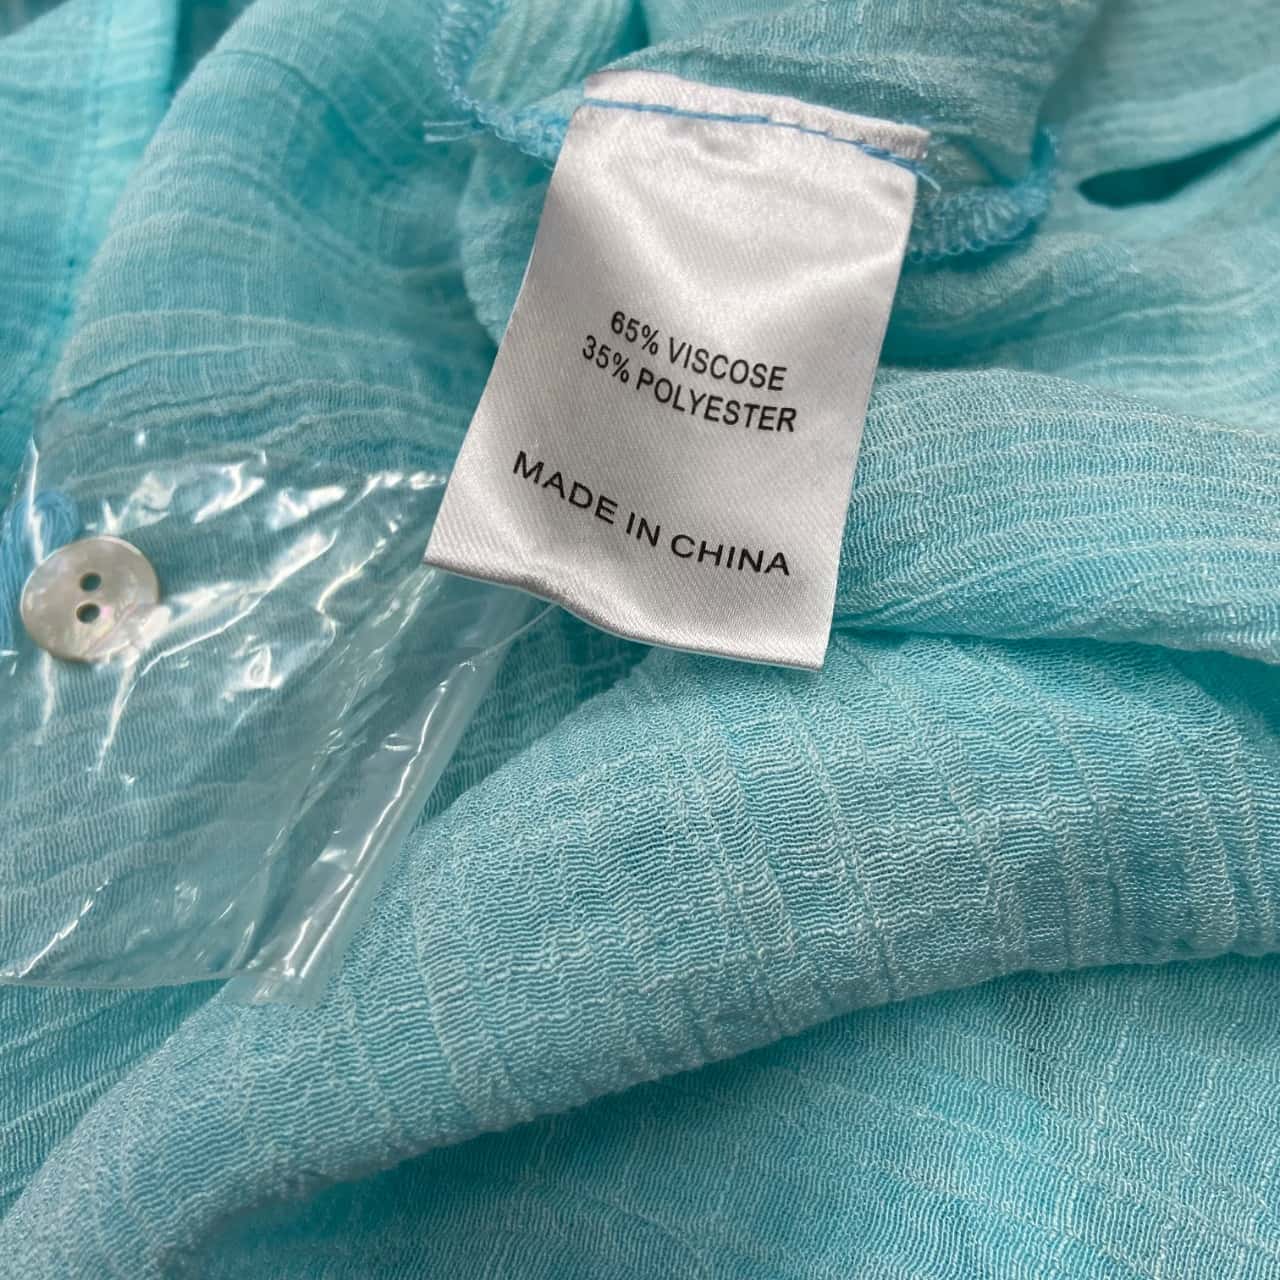 65% VISCOSE
35% POLYESTER
MADE IN CHINA